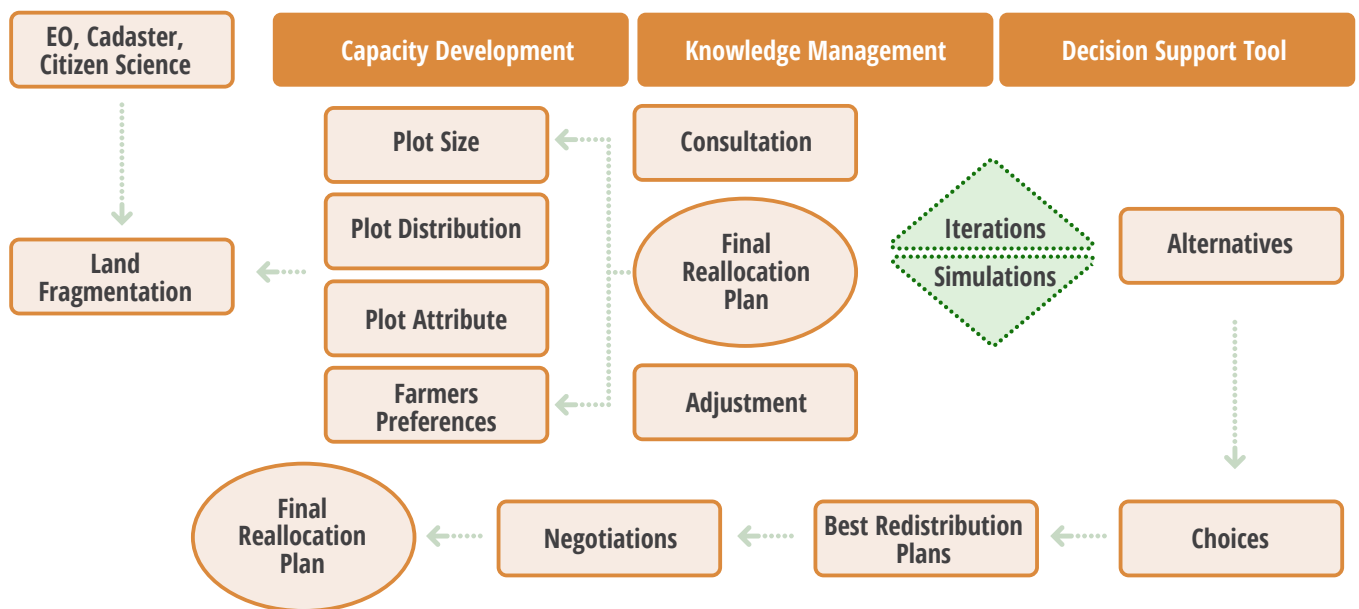 EO, Cadaster,
Citizen Science
Capacity Development
Knowledge Management
Decision Support Tool
Plot Size
Consultation
Plot Distribution
Iterations
Simulations
Alternatives
Land
Fragmentation
Final
Reallocation
Plan
Plot Attribute
Farmers
Preferences
Adjustment
Final
Reallocation
Plan
Negotiations
Best Redistribution
Plans
Choices